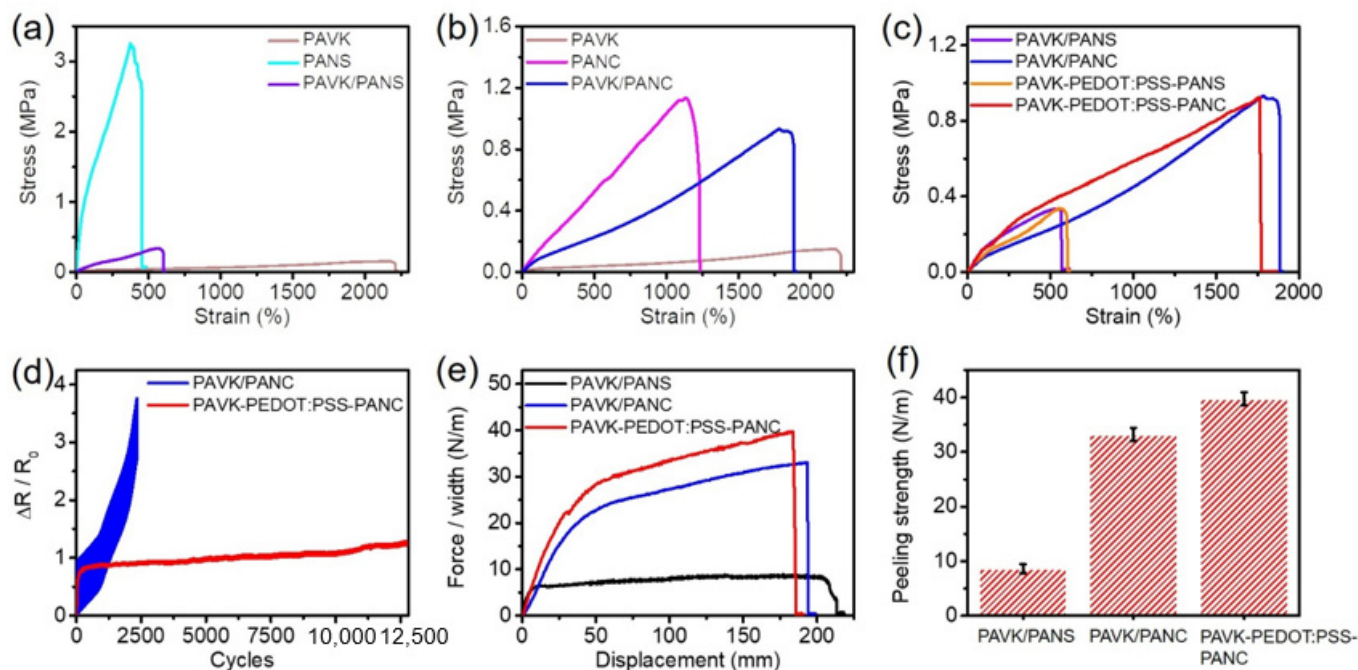 (a)
PAVK
PANS
PAVK/PANS
Stress (MPa)
3
2
1
0
0 500 1000 1500 2000
Strain (%)
(b)
PAVK
PANC
PAVK/PANC
Stress (MPa)
1.6
1.2
0.8
0.4
0.0
0 500 1000 1500 2000
Strain (%)
(c)
PAVK/PANS
PAVK/PANC
PAVK-PEDOT:PSS-PANS
PAVK-PEDOT:PSS-PANC
Stress (MPa)
1.2
0.8
0.4
0.0
0 500 1000 1500 2000
Strain (%)
(d)
PAVK/PANC
PAVK-PEDOT:PSS-PANC
ΔR / R0
4
3
2
1
0
0 2500 5000 7500 10,000 12,500
Cycles
(e)
PAVK/PANS
PAVK/PANC
PAVK-PEDOT:PSS-PANC
Force / width (N/m)
50
40
30
20
10
0
0 50 100 150 200
Displacement (mm)
(f)
Peeling strength (N/m)
40
30
20
10
0
PAVK/PANS PAVK/PANC PAVK-PEDOT:PSS-
PANC